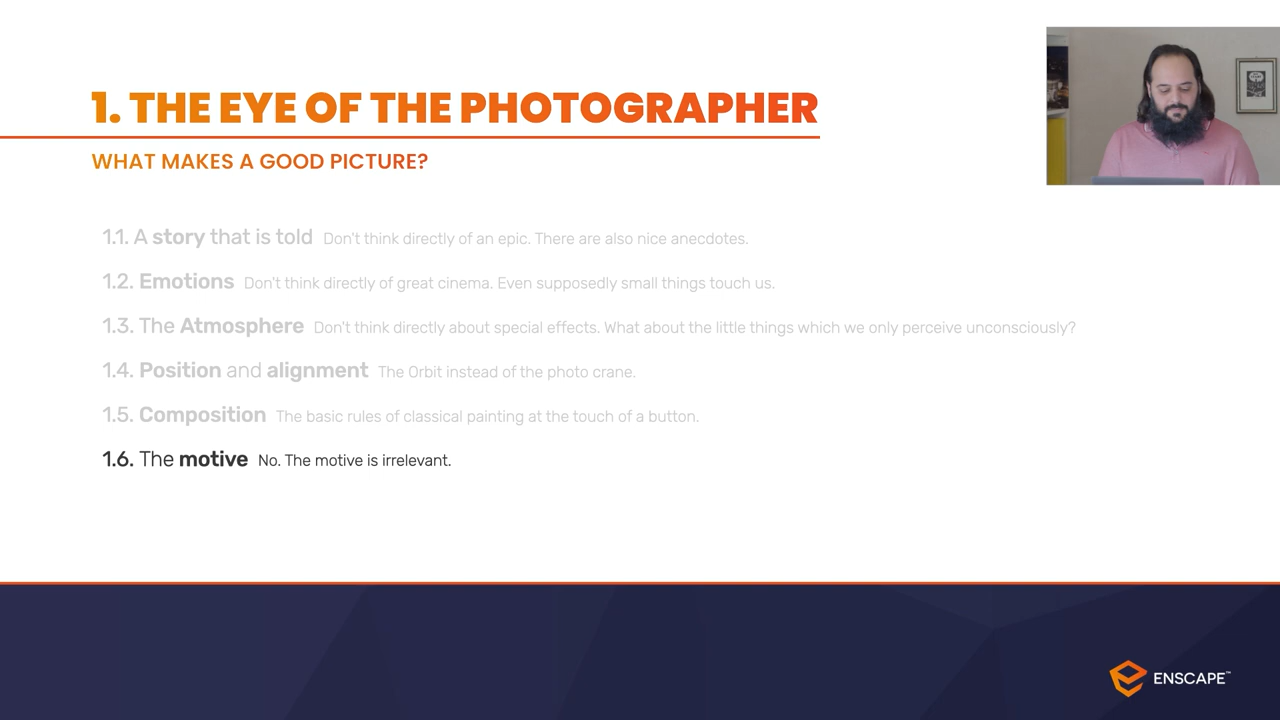 1. THE EYE OF THE PHOTOGRAPHER
WHAT MAKES A GOOD PICTURE?
1.1. A story that is told Don't think directly of an epic. There are also nice anecdotes.
1.2. Emotions Don't think directly of great cinema. Even supposedly small things touch us.
1.3. The Atmosphere Don't think directly about special effects. What about the little things which we only perceive unconsciously?
1.4. Position and alignment The Orbit instead of the photo crane.
1.5. Composition The basic rules of classical painting at the touch of a button.
1.6. The motive No. The motive is irrelevant.
ENSCAPE™